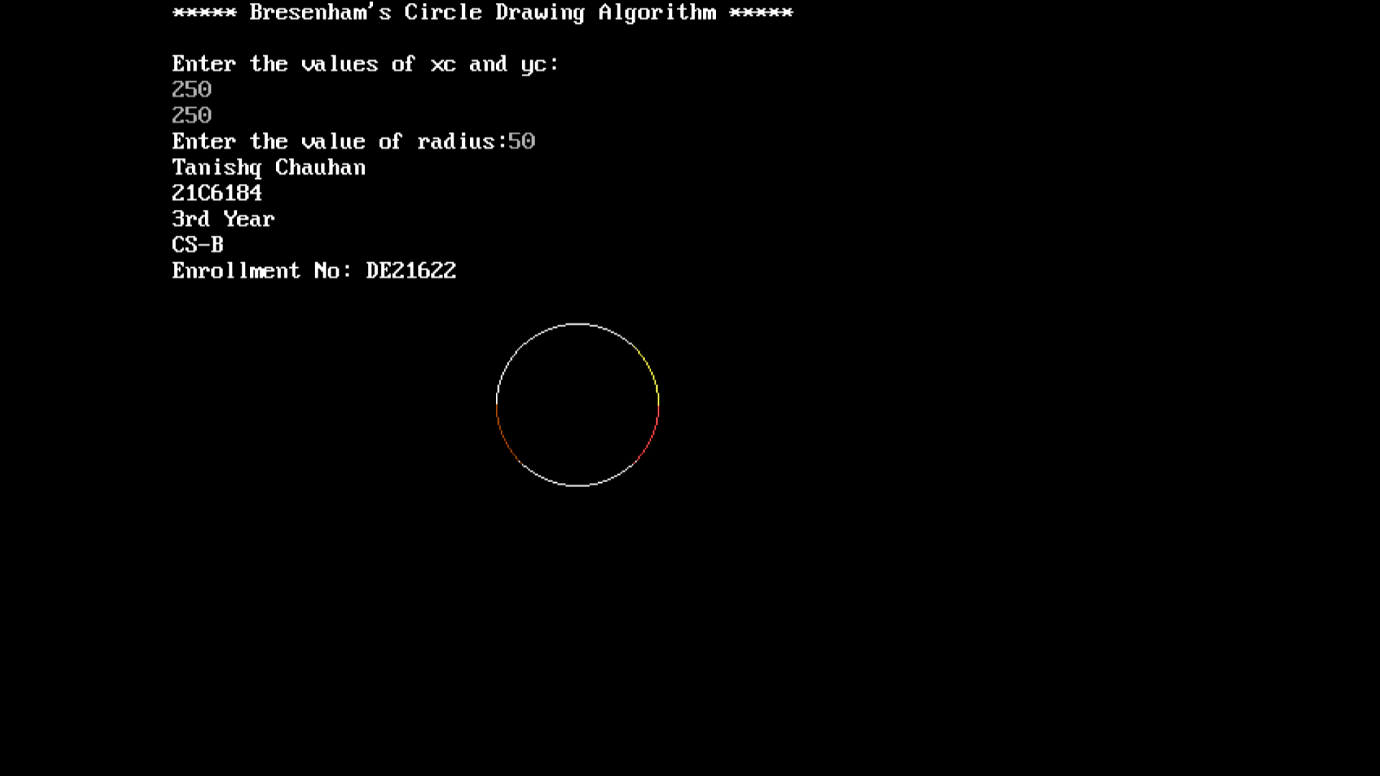 ***** Bresenham's Circle Drawing Algorithm *****
Enter the values of xc and yc:
250
250
Enter the value of radius:50
Tanishq Chauhan
21C6184
3rd Year
CS-B
Enrollment No: DE21622